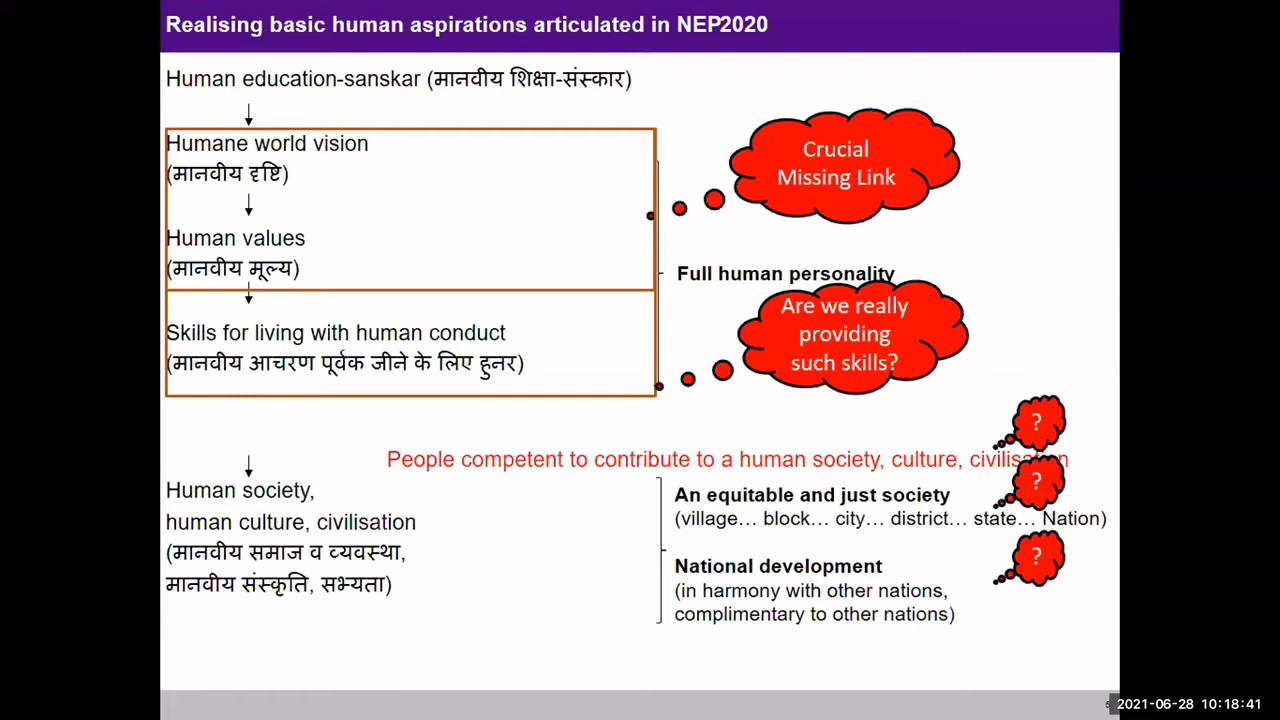 Realising basic human aspirations articulated in NEP2020
Human education-sanskar (मानवीय शिक्षा-संस्कार)
Humane world vision
(मानवीय दृष्टि)
Crucial
Missing Link
Human values
(मानवीय मूल्य)
Full human personality
Skills for living with human conduct
(मानवीय आचरण पूर्वक जीने के लिए हुनर)
Are we really
providing
such skills?
?
People competent to contribute to a human society, culture,
?
Human society,
human culture, civilisation
(मानवीय समाज व व्यवस्था,
मानवीय संस्कृति, सभ्यता)
An equitable and just society
(village… block… city… district… state… Nation)
?
National development
(in harmony with other nations,
complimentary to other nations)
2021-06-28 10:18:41